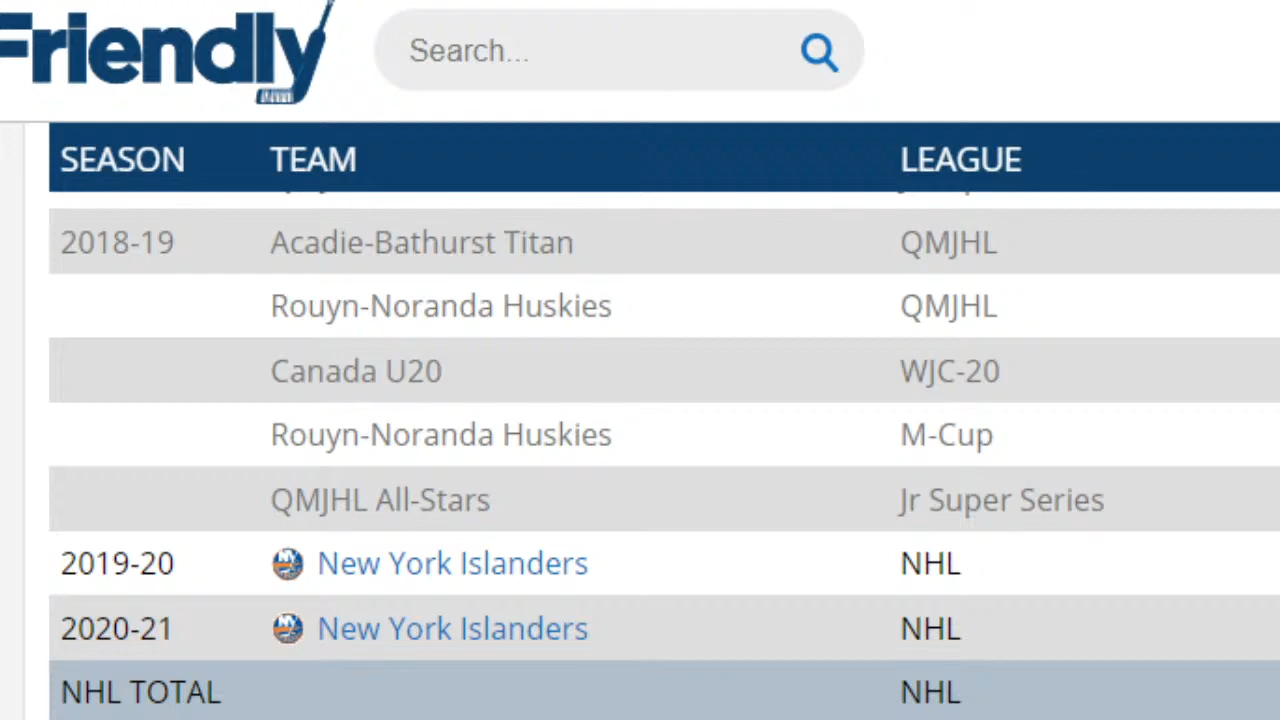 Friendly
Search...
SEASON TEAM LEAGUE
2018-19 Acadie-Bathurst Titan QMJHL
Rouyn-Noranda Huskies QMJHL
Canada U20 WJC-20
Rouyn-Noranda Huskies M-Cup
QMJHL All-Stars Jr Super Series
2019-20 New York Islanders NHL
2020-21 New York Islanders NHL
NHL TOTAL NHL